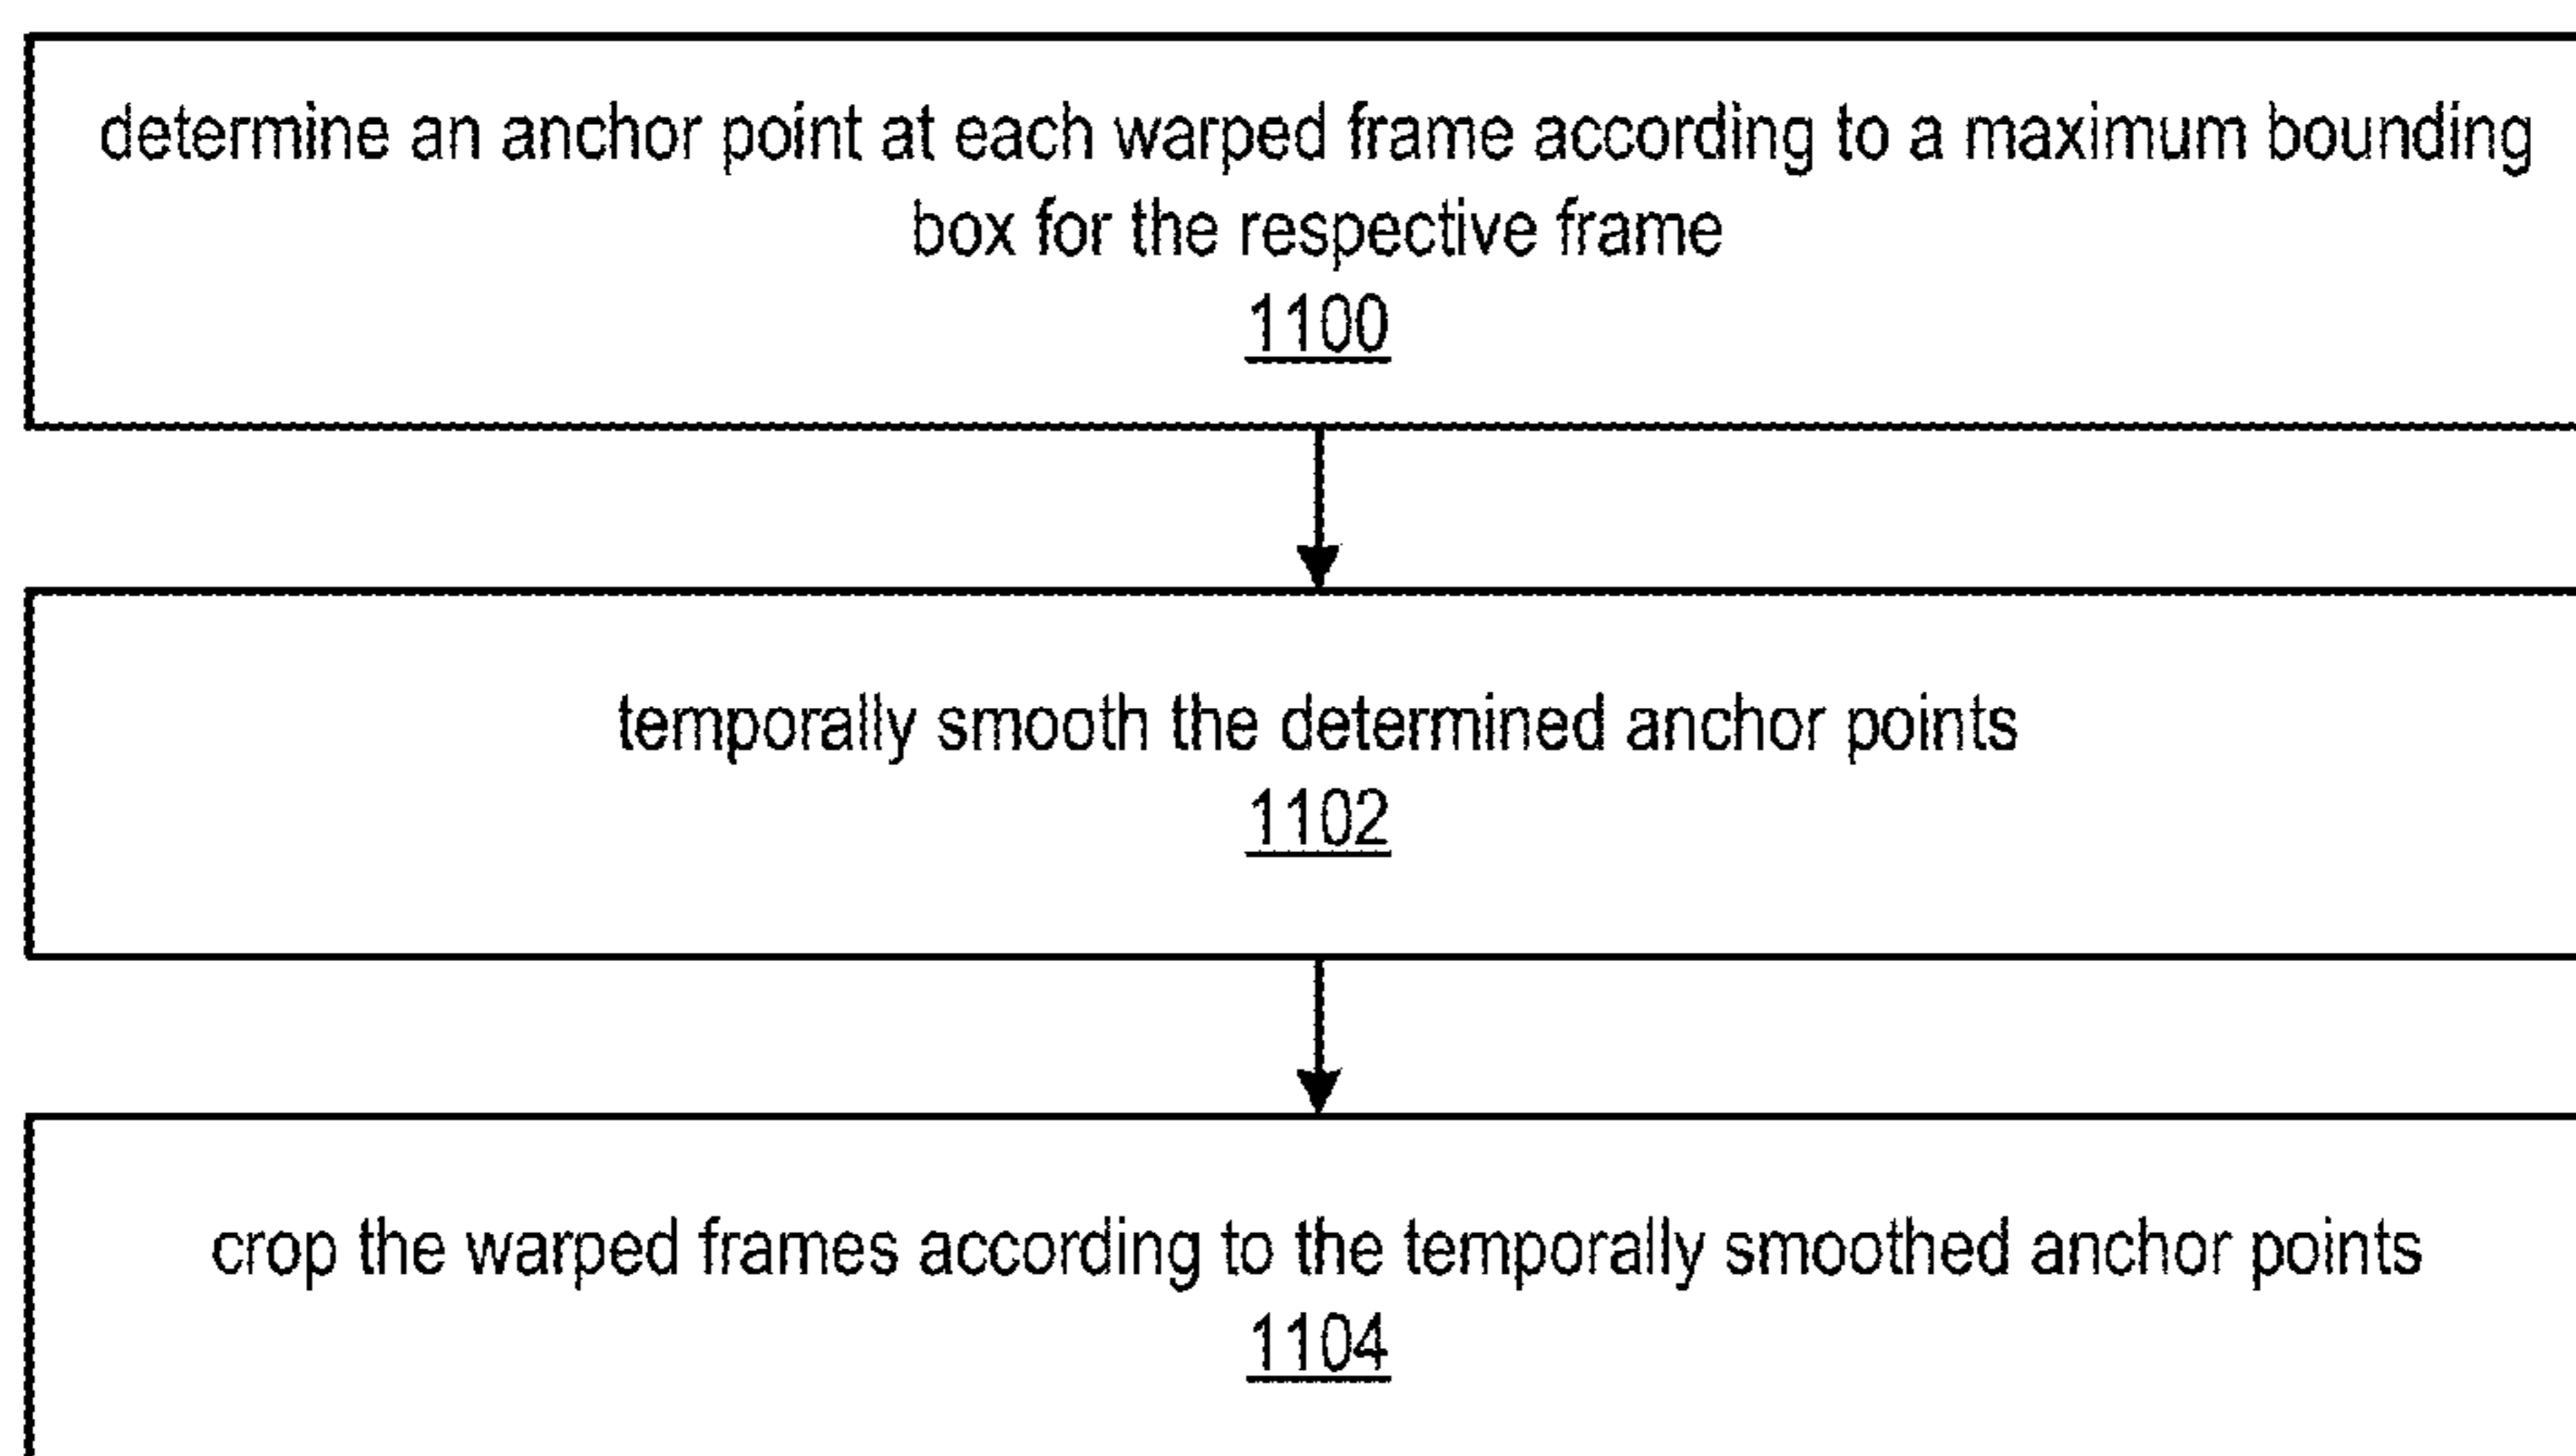 determine an anchor point at each warped frame according to a maximum bounding
box for the respective frame
1100
temporally smooth the determined anchor points
1102
crop the warped frames according to the temporally smoothed anchor points
1104